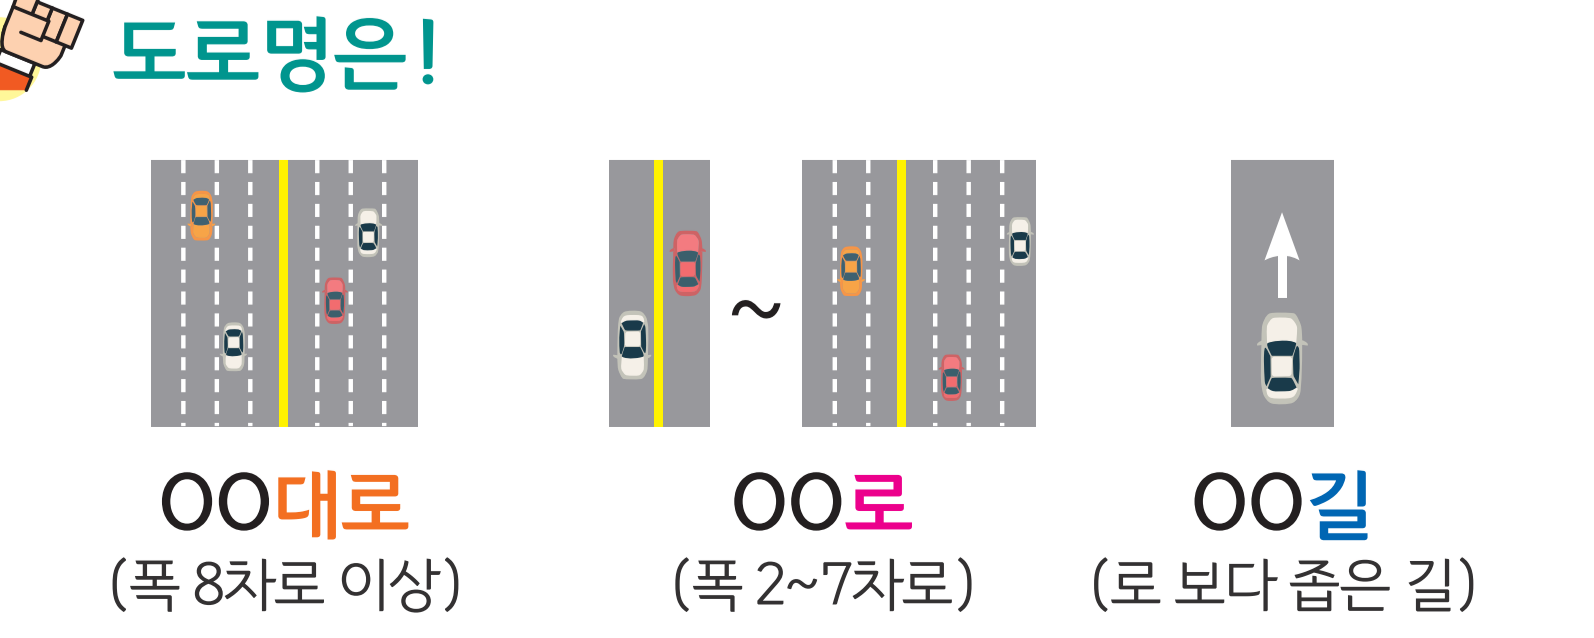 도로명은!
~
OO대로
(폭 8차로 이상)
OO로
(폭 2~7차로)
OO길
(로 보다 좁은 길)